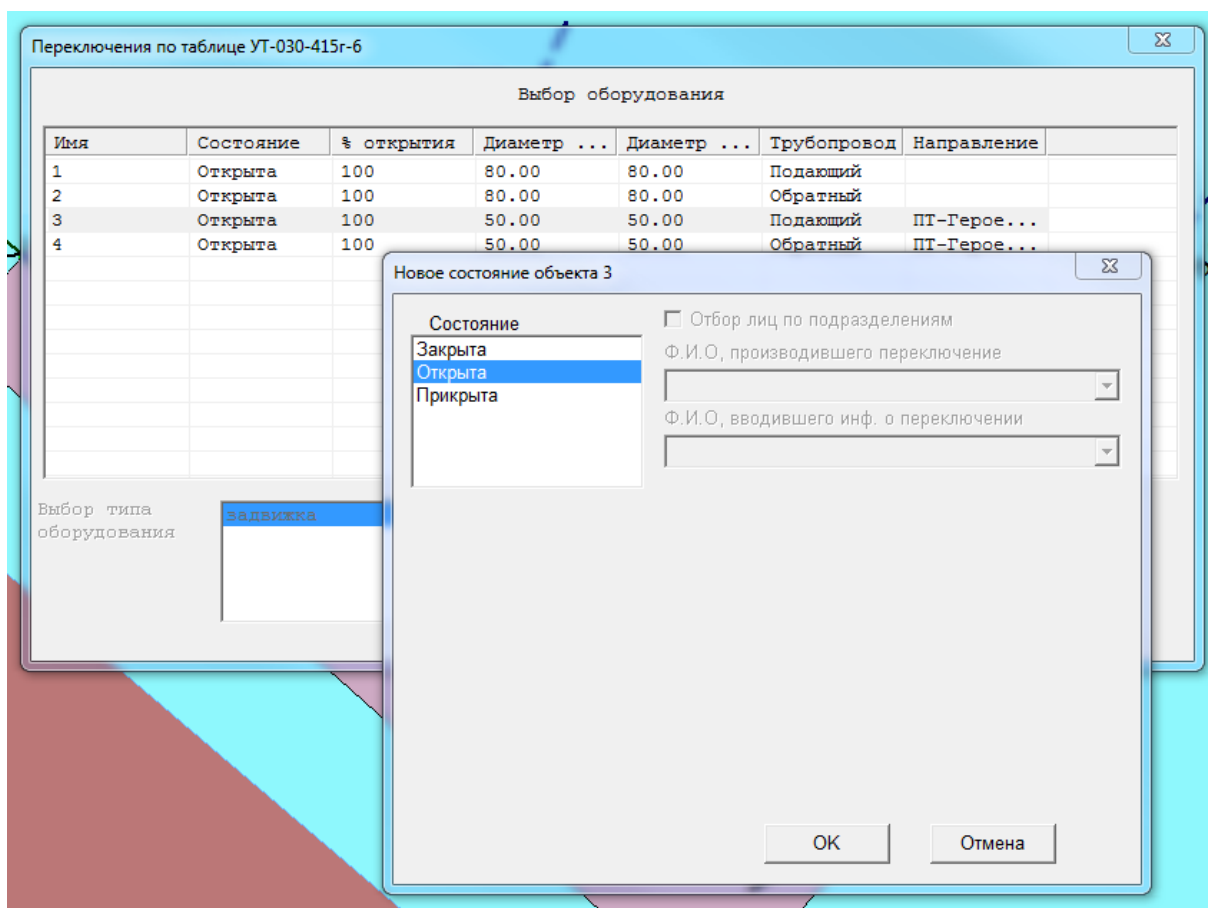 Переключения по таблице УТ-030-415г-6
Выбор оборудования
Имя Состояние % открытия Диаметр ... Диаметр ... Трубопровод Направление
1 Открыта 100 80.00 80.00 Подающий
2 Открыта 100 80.00 80.00 Обратный
3 Открыта 100 50.00 50.00 Подающий ПТ-Герое...
4 Открыта 100 50.00 50.00 Обратный ПТ-Герое...
Новое состояние объекта 3
Состояние
Закрыта
Открыта
Прикрыта
Отбор лиц по подразделениям
Ф.И.О, производившего переключение
Ф.И.О, вводившего инф. о переключении
Выбор типа
оборудования
задвижка
OK Отмена